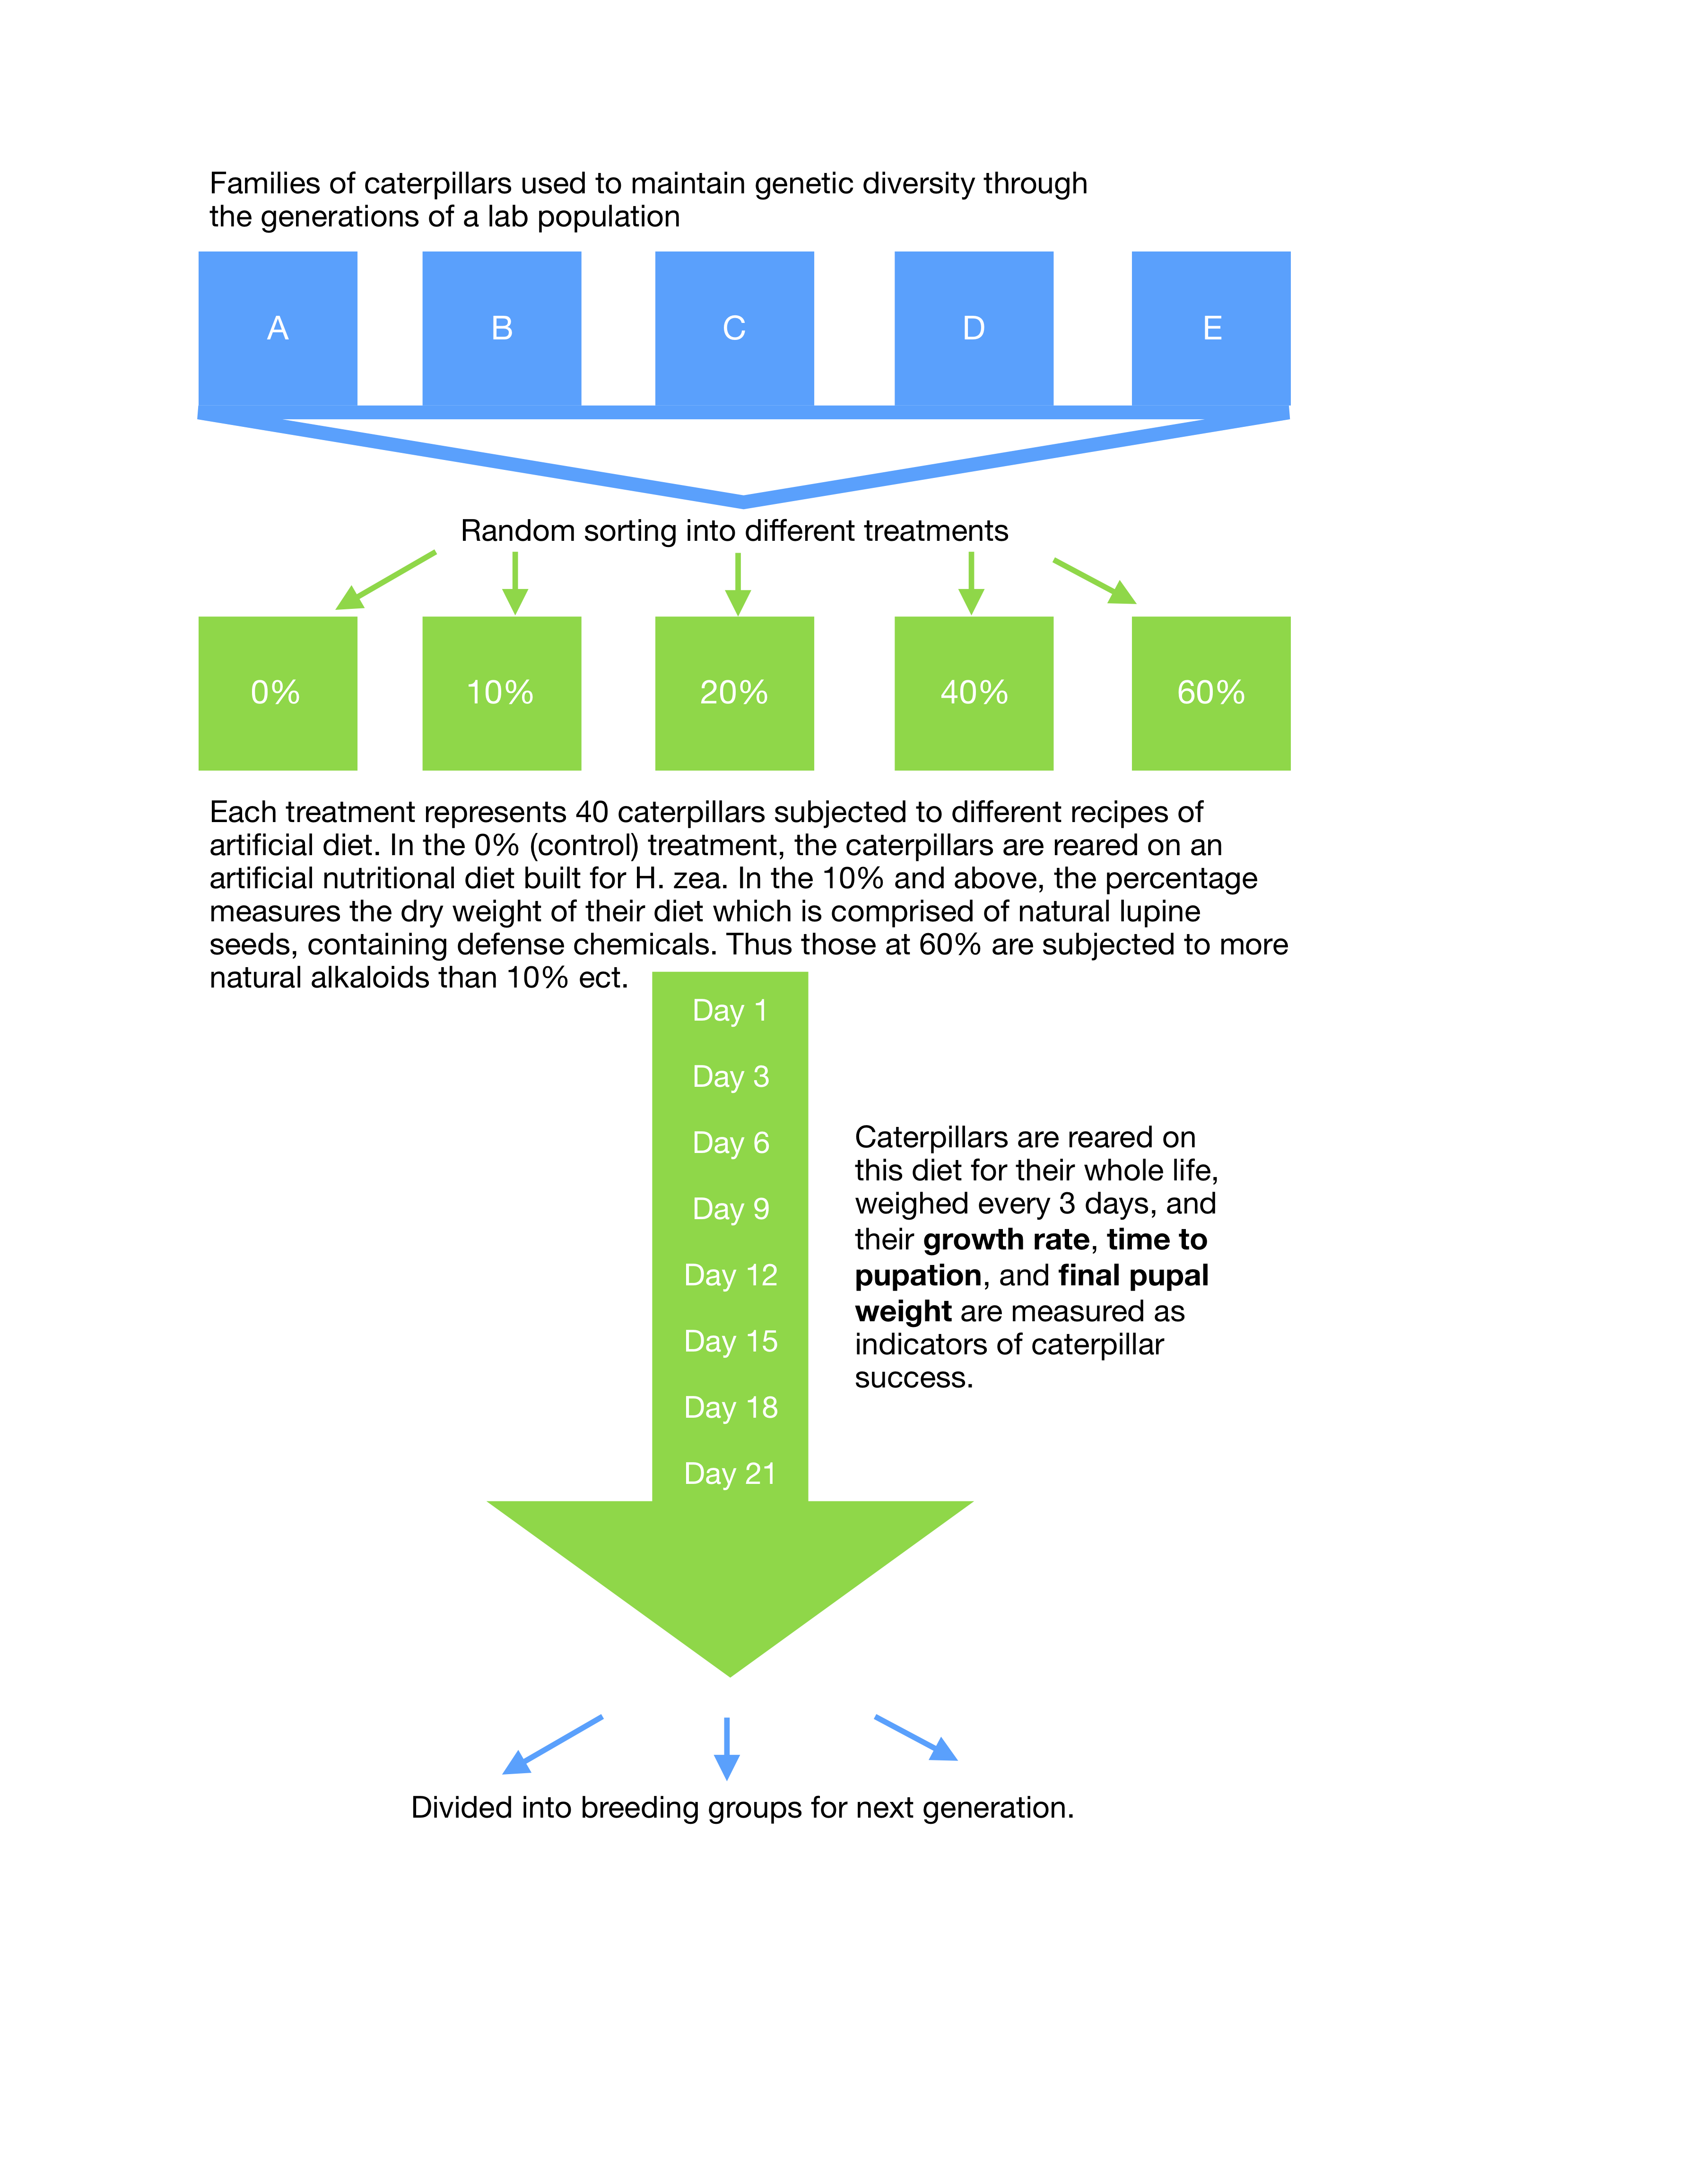 Families of caterpillars used to maintain genetic diversity through
the generations of a lab population
A
B
C
D
E
Random sorting into different treatments
0%
10%
20%
40%
60%
Each treatment represents 40 caterpillars subjected to different recipes of
artificial diet. In the 0% (control) treatment, the caterpillars are reared on an
artificial nutritional diet built for H. zea. In the 10% and above, the percentage
measures the dry weight of their diet which is comprised of natural lupine
seeds, containing defense chemicals. Thus those at 60% are subjected to more
natural alkaloids than 10% ect.
Day 1
Day 3
Day 6
Day 9
Day 12
Day 15
Day 18
Day 21
Caterpillars are reared on
this diet for their whole life,
weighed every 3 days, and
their growth rate, time to
pupation, and final pupal
weight are measured as
indicators of caterpillar
success.
Divided into breeding groups for next generation.